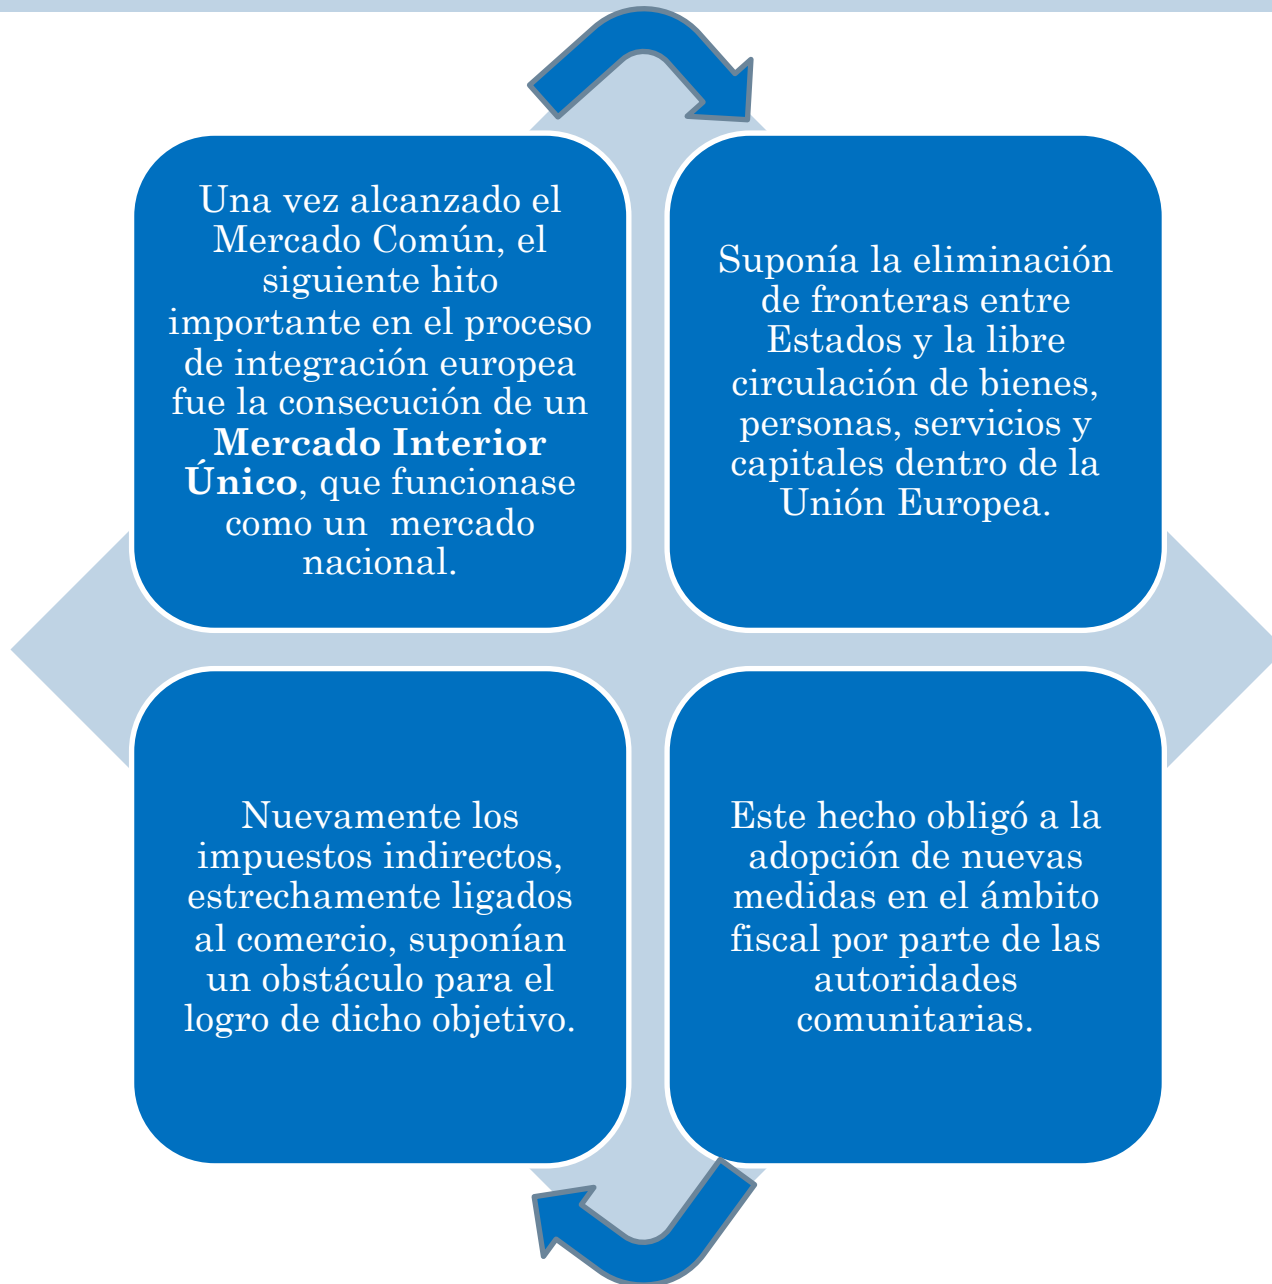 Una vez alcanzado el
Mercado Común, el
siguiente hito
importante en el proceso
de integración europea
fue la consecución de un
Mercado Interior
Único, que funcionase
como un mercado
nacional.
Suponía la eliminación
de fronteras entre
Estados y la libre
circulación de bienes,
personas, servicios y
capitales dentro de la
Unión Europea.
Nuevamente los
impuestos indirectos,
estrechamente ligados
al comercio, suponían
un obstáculo para el
logro de dicho objetivo.
Este hecho obligó a la
adopción de nuevas
medidas en el ámbito
fiscal por parte de las
autoridades
comunitarias.